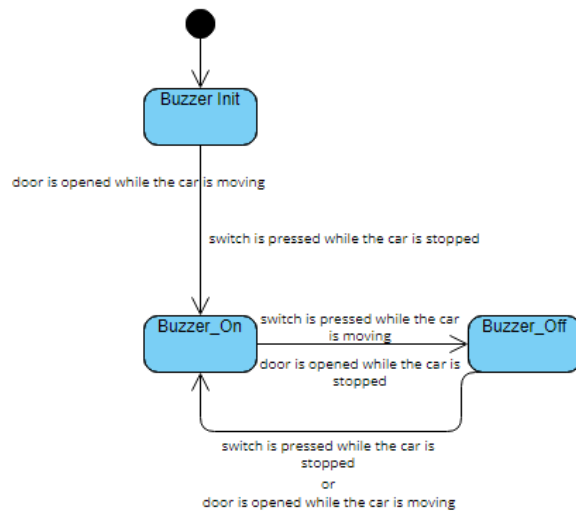 Buzzer Init
door is opened while the car is moving
switch is pressed while the car is stopped
Buzzer_On
switch is pressed while the car
is moving
door is opened while the car is
stopped
Buzzer_Off
switch is pressed while the car is
stopped
or
door is opened while the car is moving